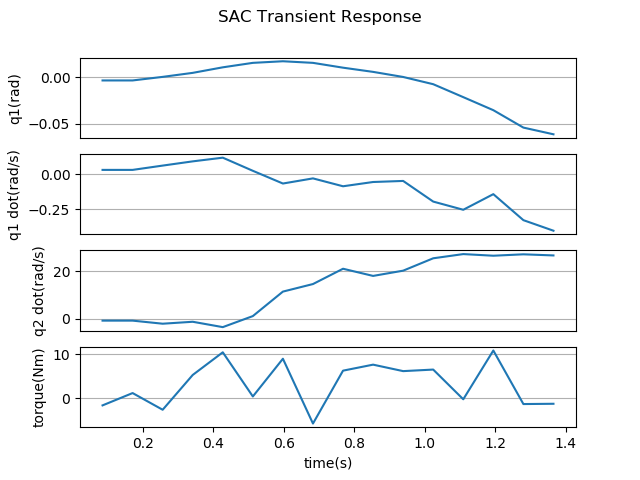 SAC Transient Response
q1(rad)
0.00
−0.05
q1 dot(rad/s)
0.00
−0.25
q2 dot(rad/s)
20
0
torque(Nm)
10
0
0.2 0.4 0.6 0.8 1.0 1.2 1.4
time(s)